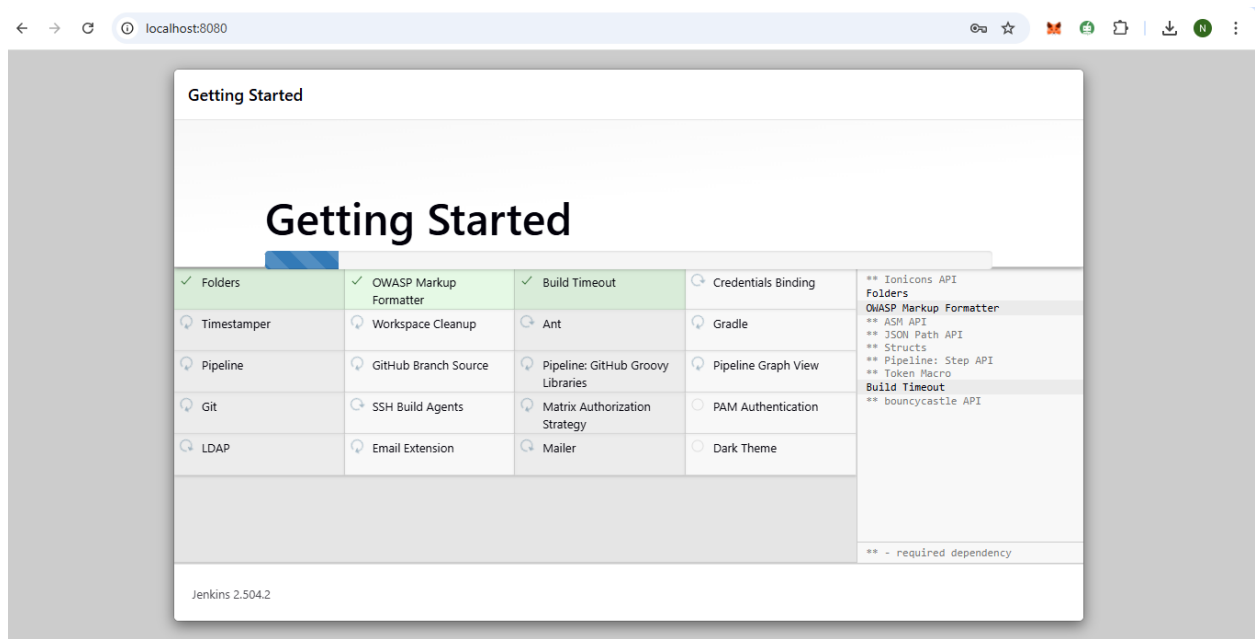 localhost:8080
N
Getting Started
Getting Started
Folders
OWASP Markup
Formatter
Build Timeout
Credentials Binding
Timestamper
Workspace Cleanup
Ant
Gradle
Pipeline
GitHub Branch Source
Pipeline: GitHub Groovy
Libraries
Pipeline Graph View
Git
SSH Build Agents
Matrix Authorization
Strategy
PAM Authentication
LDAP
Email Extension
Mailer
Dark Theme
** Ionicons API
Folders
OWASP Markup Formatter
** ASM API
** JSON Path API
** Structs
** Pipeline: Step API
** Token Macro
Build Timeout
** bouncycastle API
** - required dependency
Jenkins 2.504.2